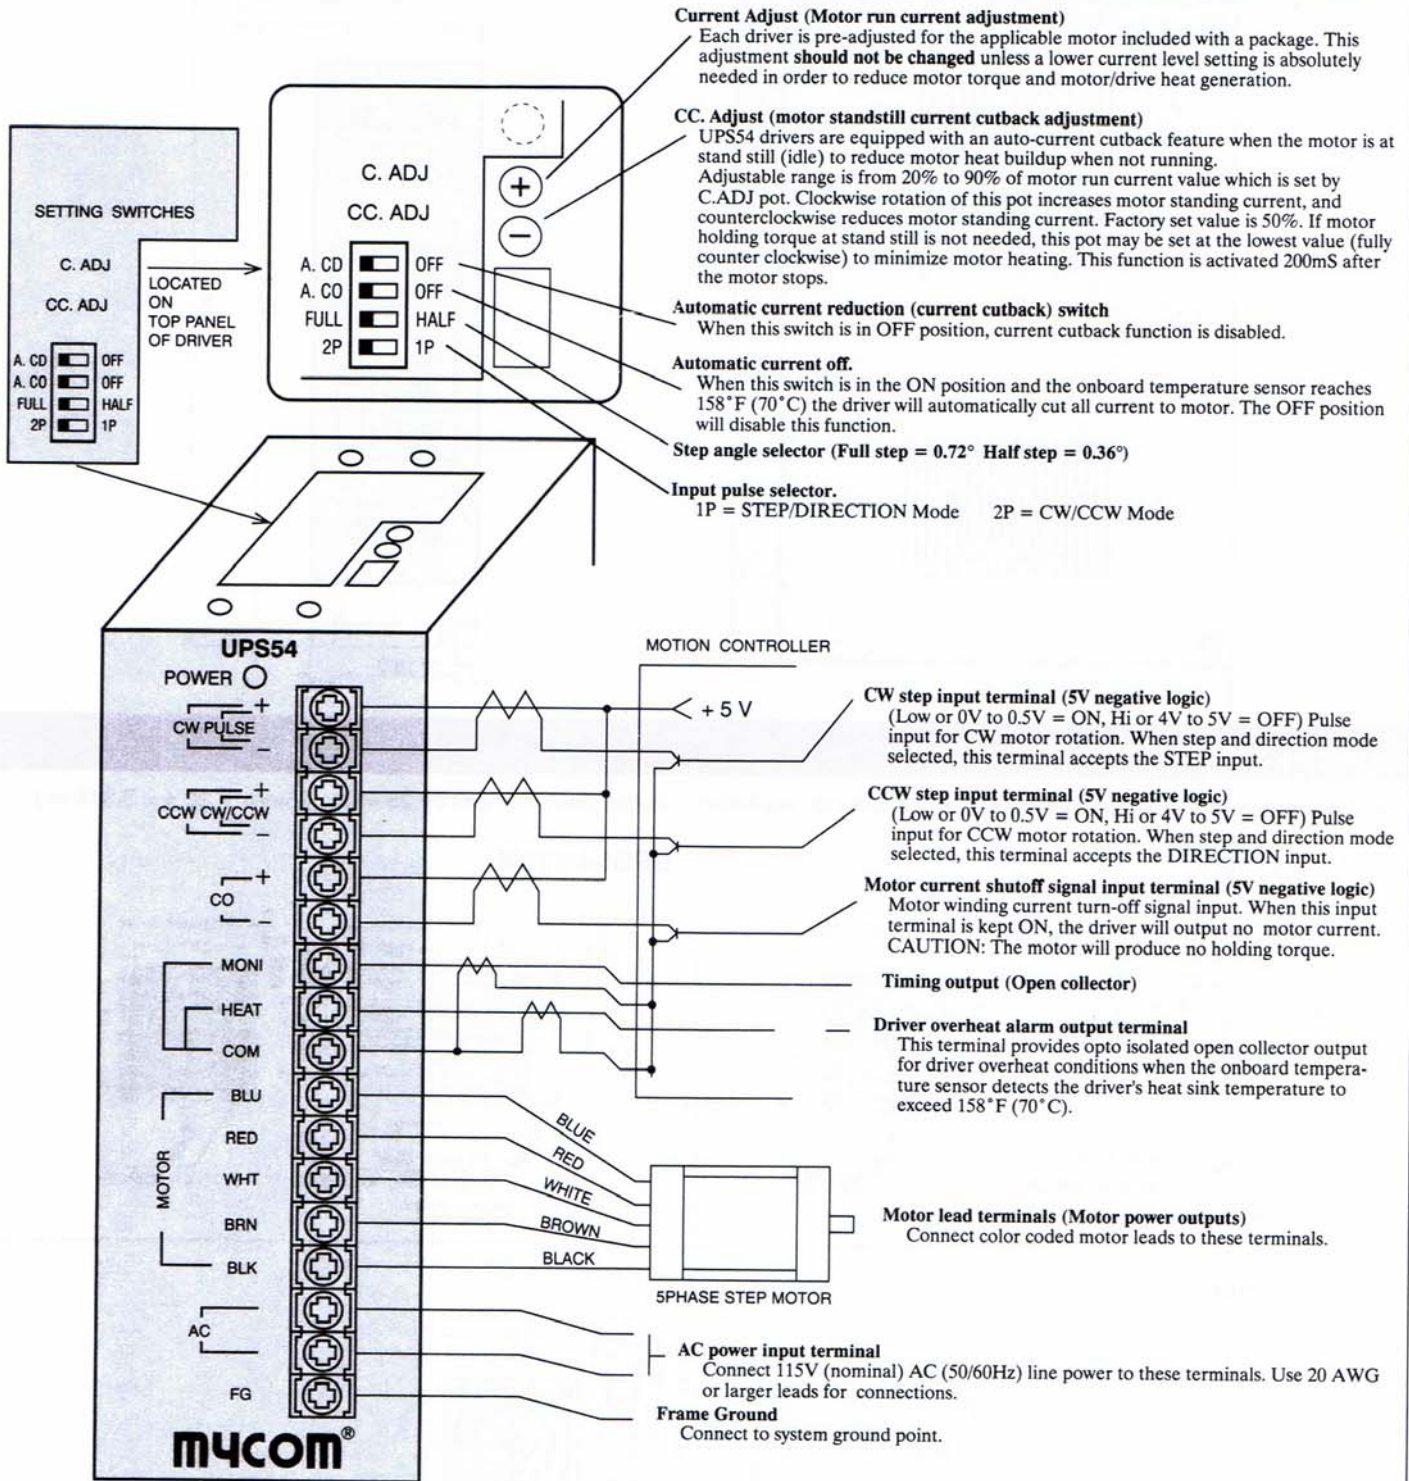 Current Adjust (Motor run current adjustment)
Each driver is pre-adjusted for the applicable motor included with a package. This
adjustment should not be changed unless a lower current level setting is absolutely
needed in order to reduce motor torque and motor/drive heat generation.
CC. Adjust (motor standstill current cutback adjustment)
UPS54 drivers are equipped with an auto-current cutback feature when the motor is at
stand still (idle) to reduce motor heat buildup when not running.
Adjustable range is from 20% to 90% of motor run current value which is set by
C.ADJ pot. Clockwise rotation of this pot increases motor standing current, and
counterclockwise reduces motor standing current. Factory set value is 50%. If motor
holding torque at stand still is not needed, this pot may be set at the lowest value (fully
counter clockwise) to minimize motor heating. This function is activated 200mS after
the motor stops.
Automatic current reduction (current cutback) switch
When this switch is in OFF position, current cutback function is disabled.
Automatic current off.
When this switch is in the ON position and the onboard temperature sensor reaches
158°F (70°C) the driver will automatically cut all current to motor. The OFF position
will disable this function.
Step angle selector (Full step = 0.72° Half step = 0.36°)
Input pulse selector.
1P = STEP/DIRECTION Mode 2P = CW/CCW Mode
SETTING SWITCHES
C. ADJ
CC. ADJ
A. CD OFF
A. CO OFF
FULL HALF
2P 1P
LOCATED
ON
TOP PANEL
OF DRIVER
C. ADJ
CC. ADJ
+
−
A. CD OFF
A. CO OFF
FULL HALF
2P 1P
UPS54
POWER
+
CW PULSE
−
+
CCW CW/CCW
−
+
CO
−
MONI
HEAT
COM
MOTOR
BLU
RED
WHT
BRN
BLK
AC
FG
mycom®
MOTION CONTROLLER
+ 5 V
BLUE
RED
WHITE
BROWN
BLACK
5PHASE STEP MOTOR
CW step input terminal (5V negative logic)
(Low or 0V to 0.5V = ON, Hi or 4V to 5V = OFF) Pulse
input for CW motor rotation. When step and direction mode
selected, this terminal accepts the STEP input.
CCW step input terminal (5V negative logic)
(Low or 0V to 0.5V = ON, Hi or 4V to 5V = OFF) Pulse
input for CCW motor rotation. When step and direction mode
selected, this terminal accepts the DIRECTION input.
Motor current shutoff signal input terminal (5V negative logic)
Motor winding current turn-off signal input. When this input
terminal is kept ON, the driver will output no motor current.
CAUTION: The motor will produce no holding torque.
Timing output (Open collector)
Driver overheat alarm output terminal
This terminal provides opto isolated open collector output
for driver overheat conditions when the onboard tempera-
ture sensor detects the driver's heat sink temperature to
exceed 158°F (70°C).
Motor lead terminals (Motor power outputs)
Connect color coded motor leads to these terminals.
AC power input terminal
Connect 115V (nominal) AC (50/60Hz) line power to these terminals. Use 20 AWG
or larger leads for connections.
Frame Ground
Connect to system ground point.